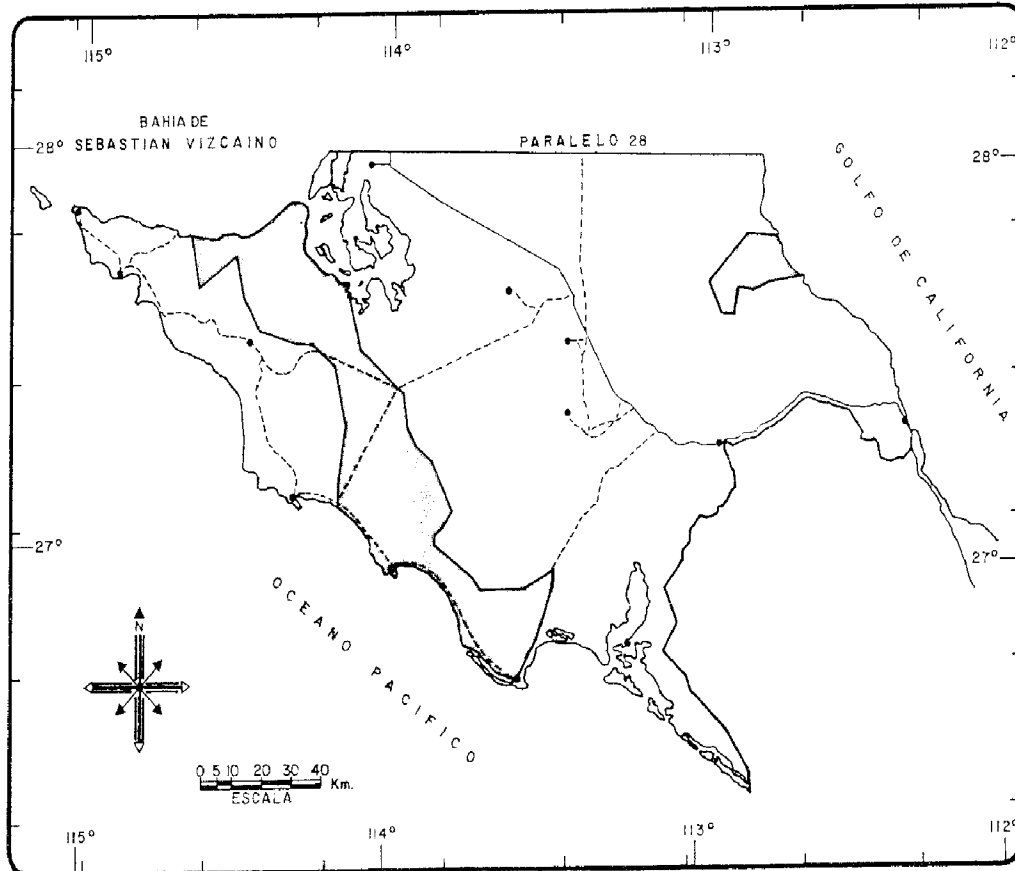 115° 114° 113° 112°
BAHIA DE
28° SEBASTIAN VIZCAINO PARALELO 28 28°
GOLFO DE CALIFORNIA
27° 27°
OCEANO PACIFICO
N
0 5 10 20 30 40 Km.
ESCALA
115° 114° 113° 112°